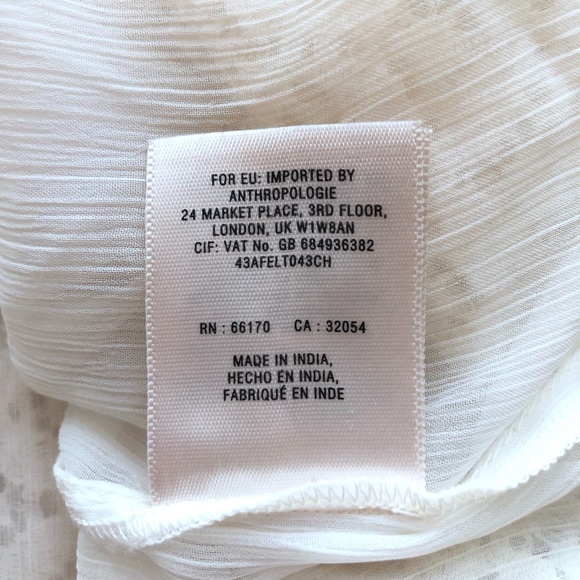 FOR EU: IMPORTED BY
ANTHROPOLOGIE
24 MARKET PLACE, 3RD FLOOR,
LONDON, UK W1W8AN
CIF: VAT No. GB 684936382
43AFELT043CH
RN : 66170 CA : 32054
MADE IN INDIA,
HECHO EN INDIA,
FABRIQUÉ EN INDE